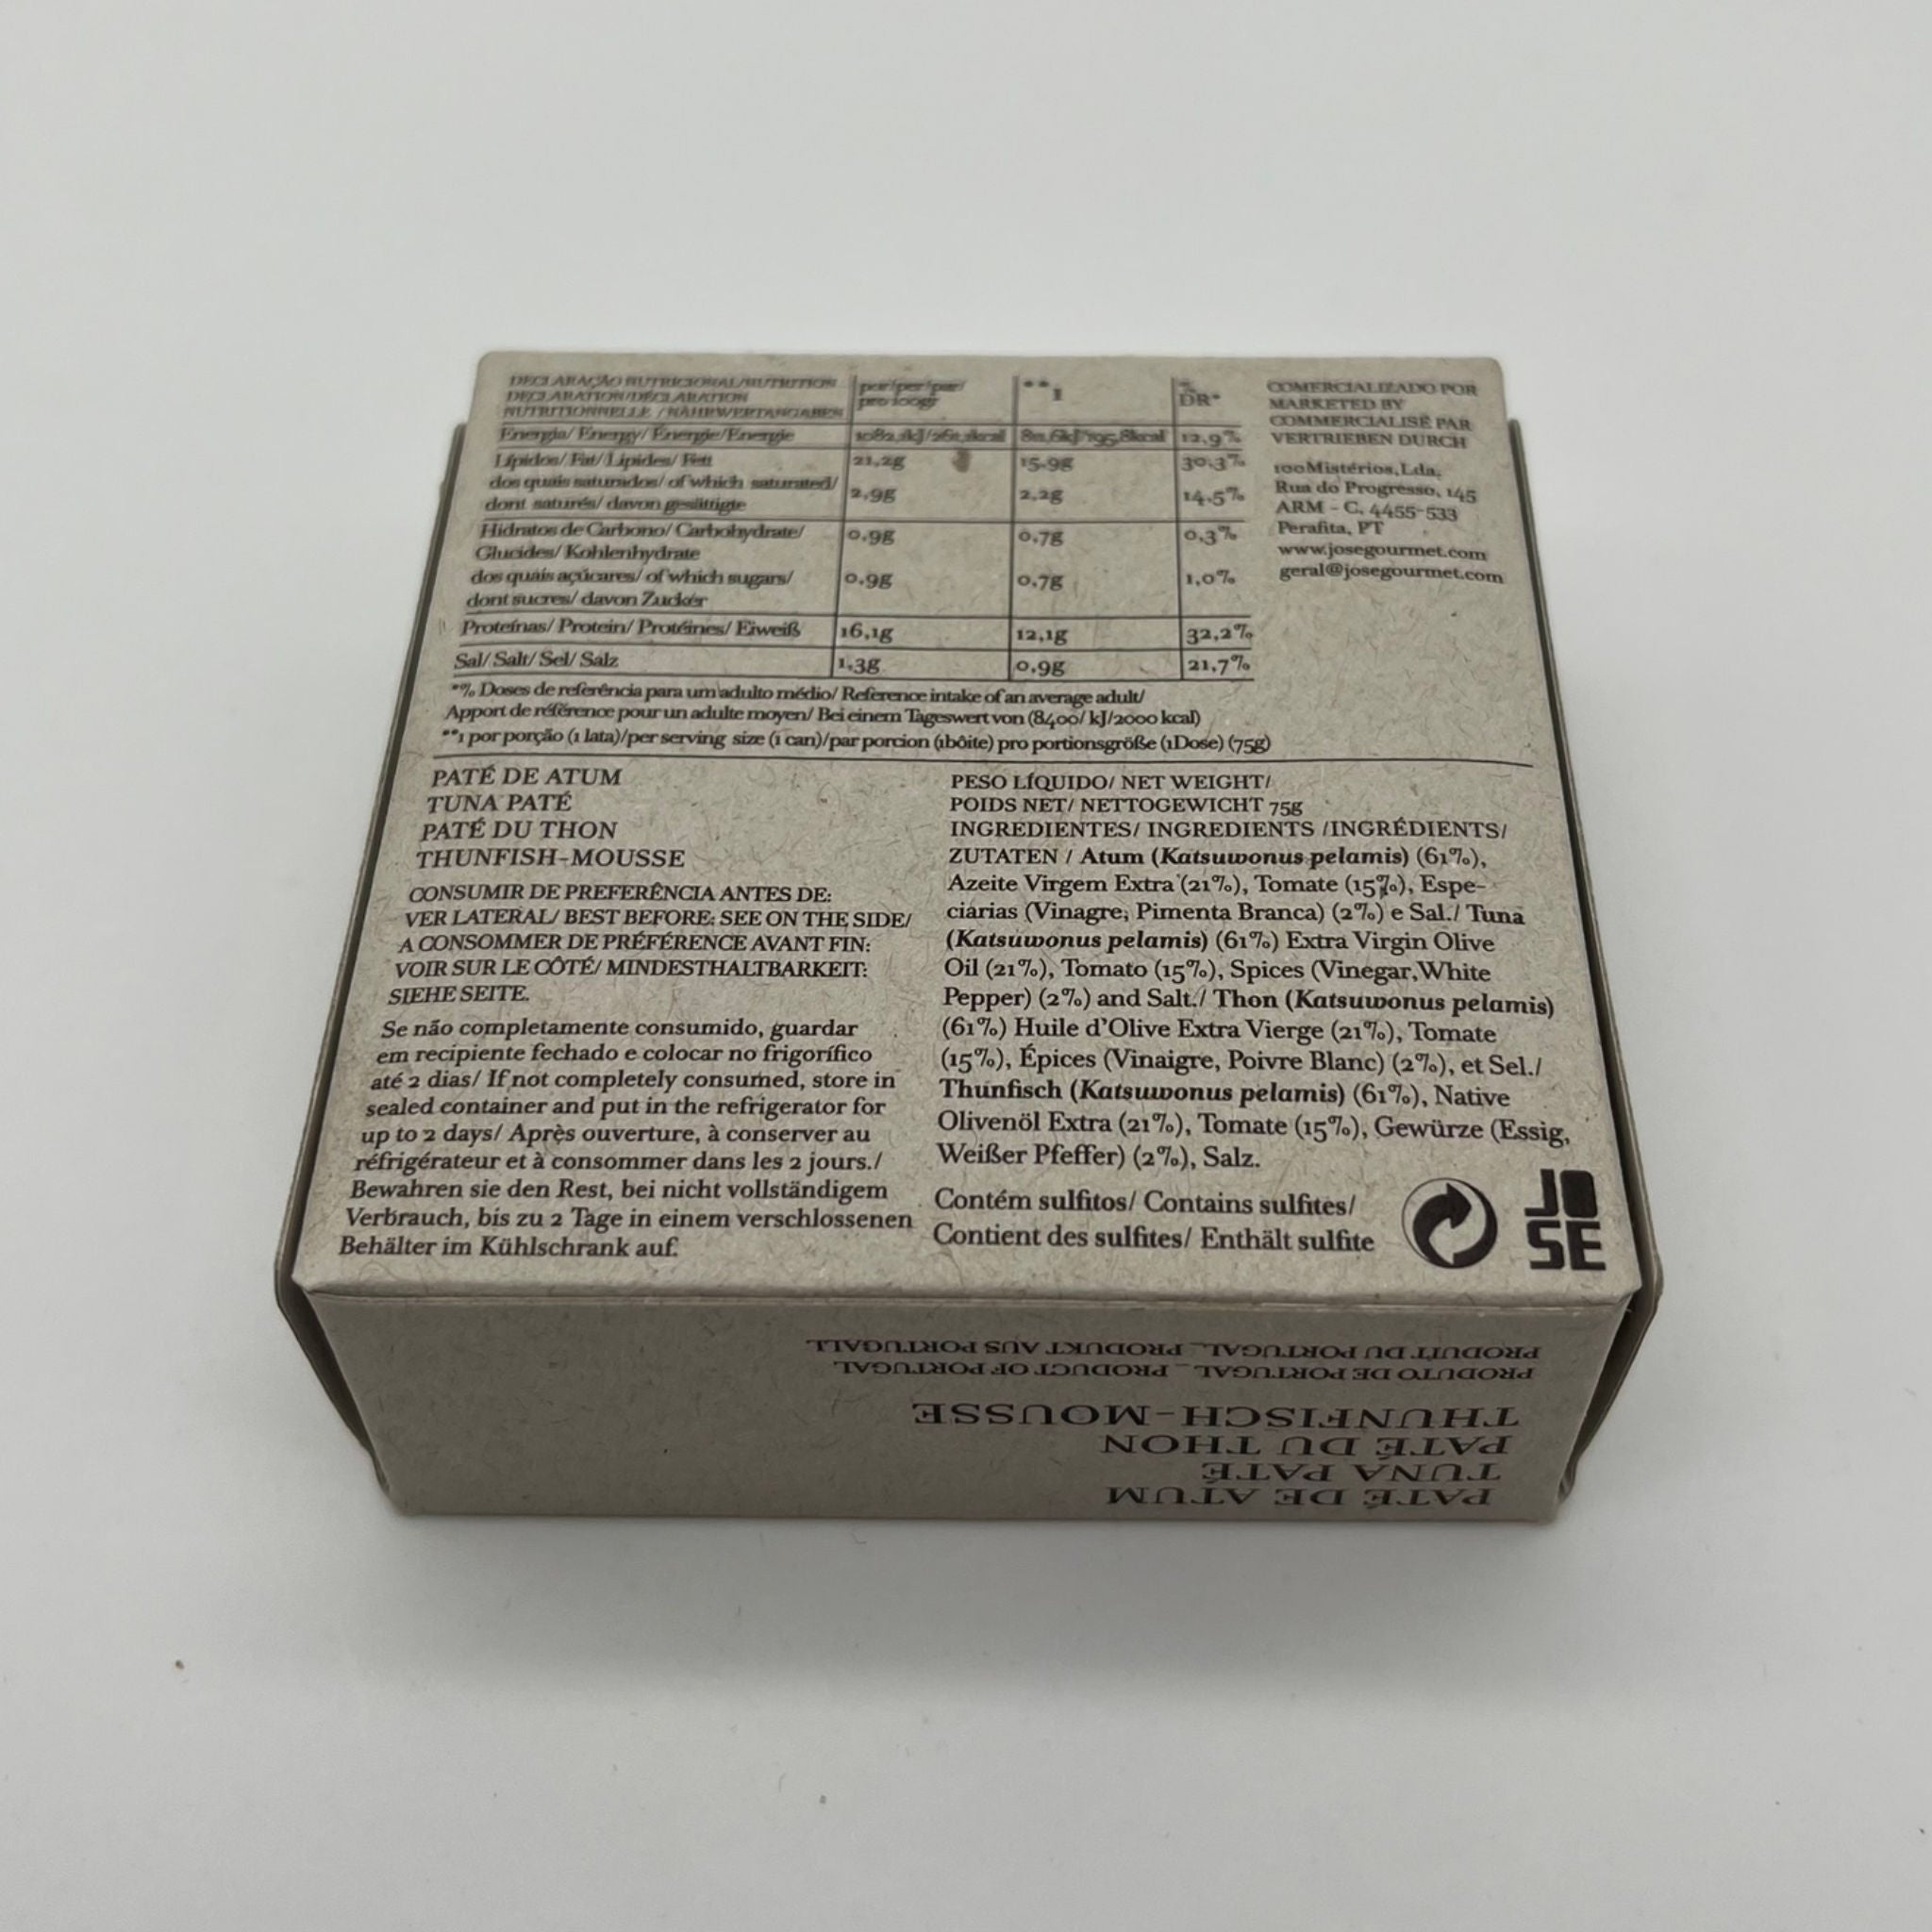 DECLARAÇÃO NUTRICIONAL/NUTRITION
DECLARATION/DÉCLARATION
NUTRITIONNELLE / NÄHRWERTANGABEN
por/per/par/
pro 100gr
**1
%
DR*
Energia/ Energy/ Énergie/Energie 12,9%
Lípidos/ Fat/ Lipides/ Fett 21,2g 15,9g 30,3%
dos quais saturados/ of which saturated/
dont saturés/ davon gesättigte 2,9g 2,2g 14,5%
Hidratos de Carbono/ Carbohydrate/
Glucides/ Kohlenhydrate 0,9g 0,7g 0,3%
dos quais açúcares/ of which sugars/
dont sucres/ davon Zucker 0,9g 0,7g 1,0%
Proteínas/ Protein/ Protéines/ Eiweiß 16,1g 12,1g 32,2%
Sal/ Salt/ Sel/ Salz 1,3g 0,9g 21,7%
*% Doses de referência para um adulto médio/ Reference intake of an average adult/
Apport de référence pour un adulte moyen/ Bei einem Tageswert von (8400/ kJ/2000 kcal)
**1 por porção (1 lata)/per serving size (1 can)/par porcion (1bôite) pro portionsgröße (1Dose) (75g)
COMERCIALIZADO POR
MARKETED BY
COMMERCIALISÉ PAR
VERTRIEBEN DURCH
100Mistérios, Lda,
Rua do Progresso, 145
ARM - C, 4455-533
Perafita, PT
www.josegourmet.com
geral@josegourmet.com
PATÉ DE ATUM
TUNA PATÉ
PATÉ DU THON
THUNFISH-MOUSSE
CONSUMIR DE PREFERÊNCIA ANTES DE:
VER LATERAL/ BEST BEFORE: SEE ON THE SIDE/
A CONSOMMER DE PRÉFÉRENCE AVANT FIN:
VOIR SUR LE CÔTÉ/ MINDESTHALTBARKEIT:
SIEHE SEITE.
Se não completamente consumido, guardar
em recipiente fechado e colocar no frigorífico
até 2 dias/ If not completely consumed, store in
sealed container and put in the refrigerator for
up to 2 days/ Après ouverture, à conserver au
réfrigérateur et à consommer dans les 2 jours./
Bewahren sie den Rest, bei nicht vollständigem
Verbrauch, bis zu 2 Tage in einem verschlossenen
Behälter im Kühlschrank auf.
PESO LÍQUIDO/ NET WEIGHT/
POIDS NET/ NETTOGEWICHT 75g
INGREDIENTES/ INGREDIENTS /INGRÉDIENTS/
ZUTATEN / Atum (Katsuwonus pelamis) (61%),
Azeite Virgem Extra (21%), Tomate (15%), Espe-
ciarias (Vinagre, Pimenta Branca) (2%) e Sal./ Tuna
(Katsuwonus pelamis) (61%) Extra Virgin Olive
Oil (21%), Tomato (15%), Spices (Vinegar,White
Pepper) (2%) and Salt./ Thon (Katsuwonus pelamis)
(61%) Huile d'Olive Extra Vierge (21%), Tomate
(15%), Épices (Vinaigre, Poivre Blanc) (2%), et Sel./
Thunfisch (Katsuwonus pelamis) (61%), Native
Olivenöl Extra (21%), Tomate (15%), Gewürze (Essig,
Weißer Pfeffer) (2%), Salz.
Contém sulfitos/ Contains sulfites/
Contient des sulfites/ Enthält sulfite
JO
SE
PATÉ DE ATUM
TUNA PATÉ
PATÉ DU THON
THUNFISCH-MOUSSE
PRODUTO DE PORTUGAL _ PRODUCT OF PORTUGAL
PRODUIT DU PORTUGAL _ PRODUKT AUS PORTUGALL